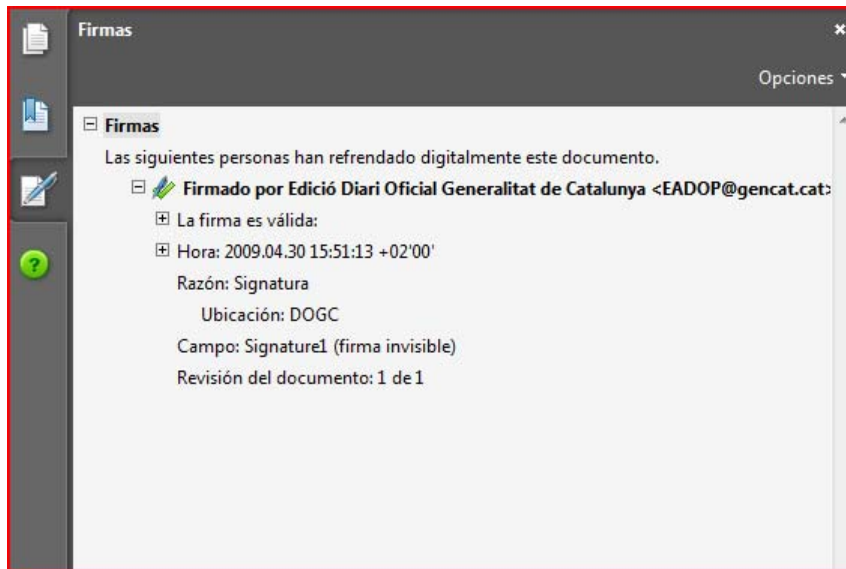 Firmas
Opciones
Firmas
Las siguientes personas han refrendado digitalmente este documento.
Firmado por Edició Diari Oficial Generalitat de Catalunya <EADOP@gencat.cat>
La firma es válida:
Hora: 2009.04.30 15:51:13 +02'00'
Razón: Signatura
Ubicación: DOGC
Campo: Signature1 (firma invisible)
Revisión del documento: 1 de 1